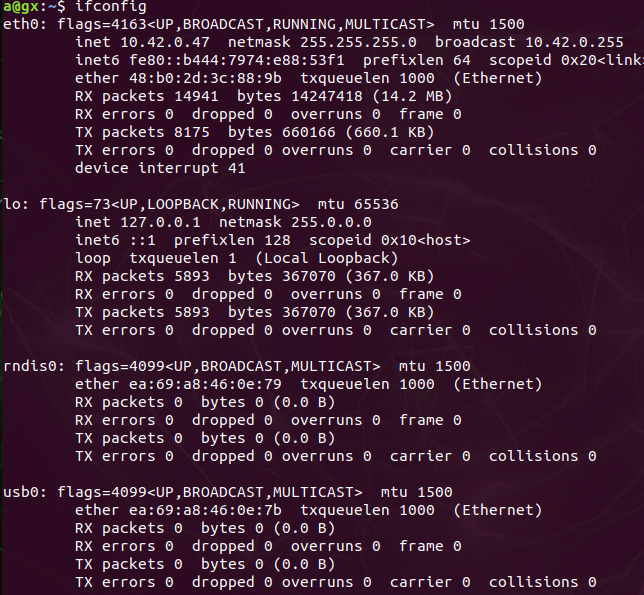 a@gx:~$ ifconfig
eth0: flags=4163<UP,BROADCAST,RUNNING,MULTICAST>  mtu 1500
        inet 10.42.0.47  netmask 255.255.255.0  broadcast 10.42.0.255
        inet6 fe80::b444:7974:e88:53f1  prefixlen 64  scopeid 0x20<link>
        ether 48:b0:2d:3c:88:9b  txqueuelen 1000  (Ethernet)
        RX packets 14941  bytes 14247418 (14.2 MB)
        RX errors 0  dropped 0  overruns 0  frame 0
        TX packets 8175  bytes 660166 (660.1 KB)
        TX errors 0  dropped 0 overruns 0  carrier 0  collisions 0
        device interrupt 41

lo: flags=73<UP,LOOPBACK,RUNNING>  mtu 65536
        inet 127.0.0.1  netmask 255.0.0.0
        inet6 ::1  prefixlen 128  scopeid 0x10<host>
        loop  txqueuelen 1  (Local Loopback)
        RX packets 5893  bytes 367070 (367.0 KB)
        RX errors 0  dropped 0  overruns 0  frame 0
        TX packets 5893  bytes 367070 (367.0 KB)
        TX errors 0  dropped 0 overruns 0  carrier 0  collisions 0

rndis0: flags=4099<UP,BROADCAST,MULTICAST>  mtu 1500
        ether ea:69:a8:46:0e:79  txqueuelen 1000  (Ethernet)
        RX packets 0  bytes 0 (0.0 B)
        RX errors 0  dropped 0  overruns 0  frame 0
        TX packets 0  bytes 0 (0.0 B)
        TX errors 0  dropped 0 overruns 0  carrier 0  collisions 0

usb0: flags=4099<UP,BROADCAST,MULTICAST>  mtu 1500
        ether ea:69:a8:46:0e:7b  txqueuelen 1000  (Ethernet)
        RX packets 0  bytes 0 (0.0 B)
        RX errors 0  dropped 0  overruns 0  frame 0
        TX packets 0  bytes 0 (0.0 B)
        TX errors 0  dropped 0 overruns 0  carrier 0  collisions 0